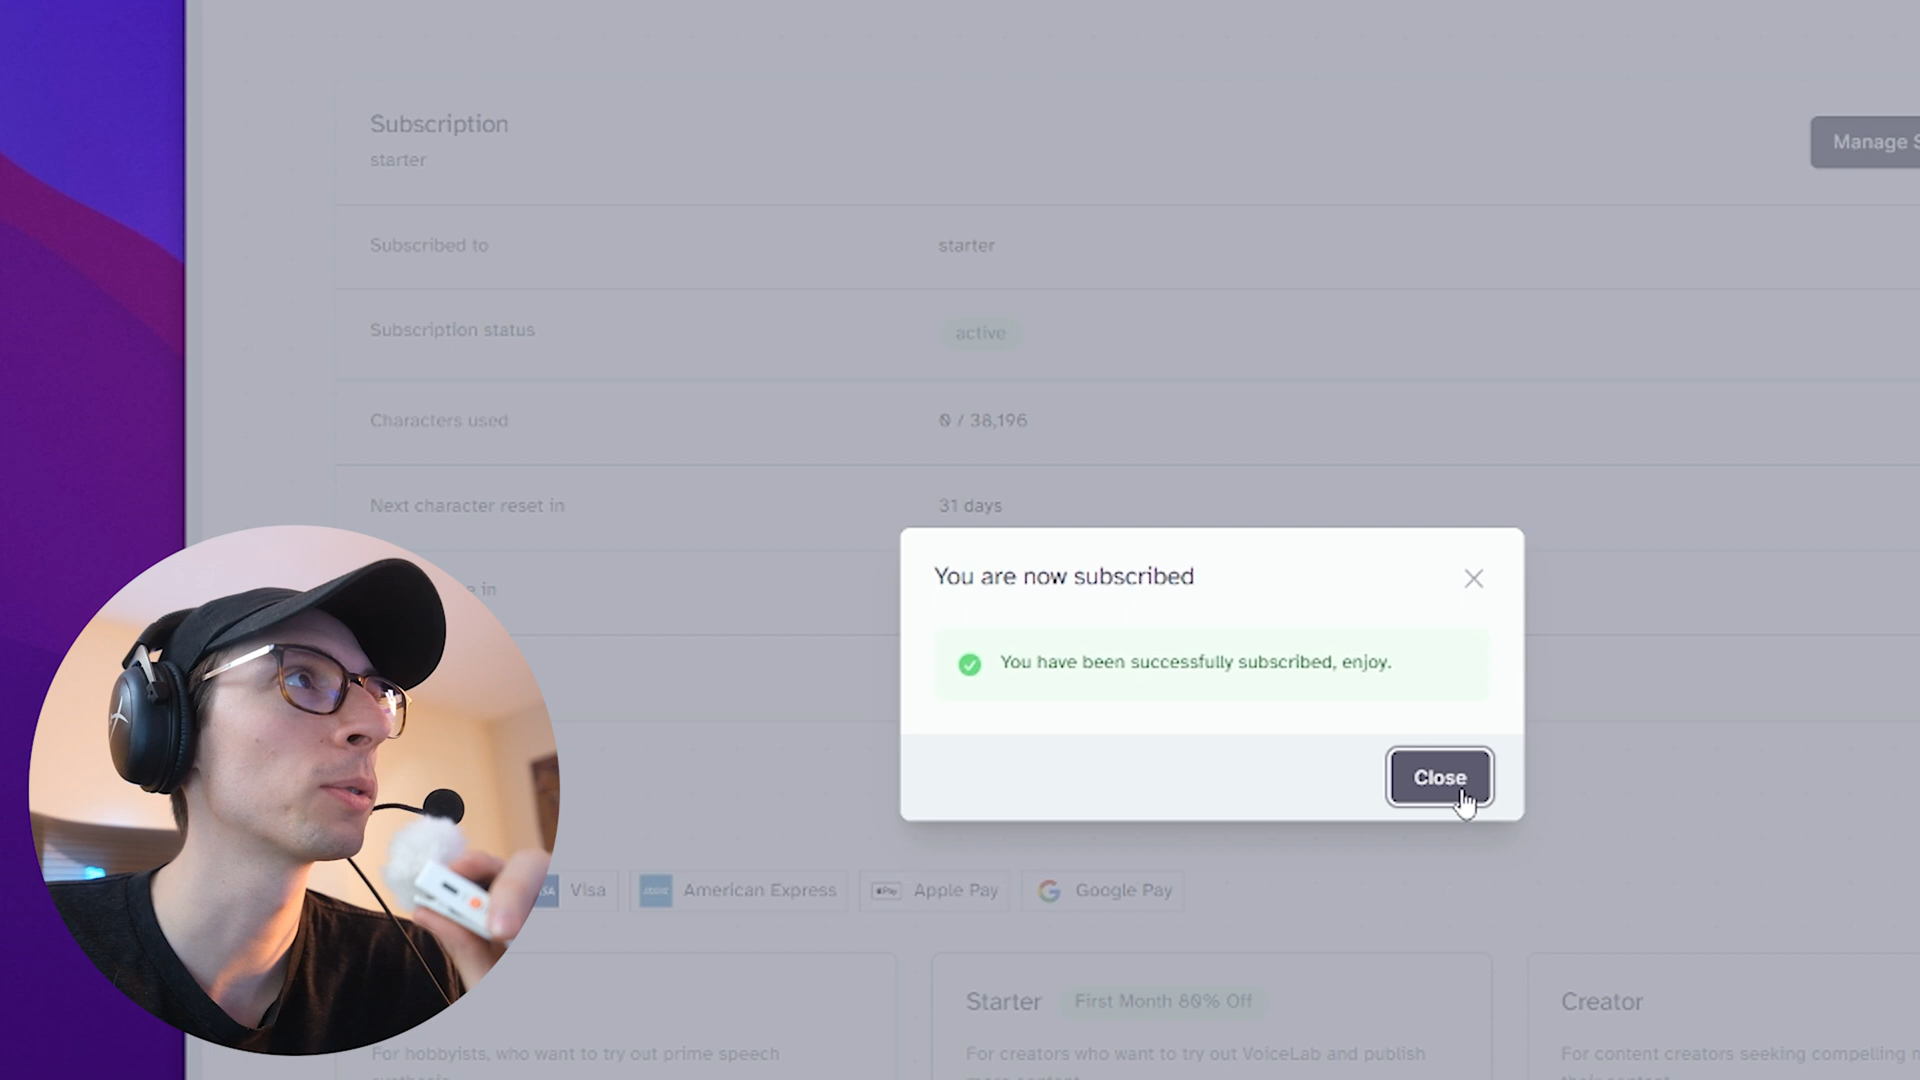 Subscription
Manage S
starter
Subscribed to
starter
Subscription status
active
Characters used
0 / 38,196
Next character reset in
31 days
in
You are now subscribed
You have been successfully subscribed, enjoy.
Close
Visa
American Express
Apple Pay
Google Pay
Starter
First Month 80% Off
Creator
For hobbyists, who want to try out prime speech
For creators who want to try out VoiceLab and publish
For content creators seeking compelling